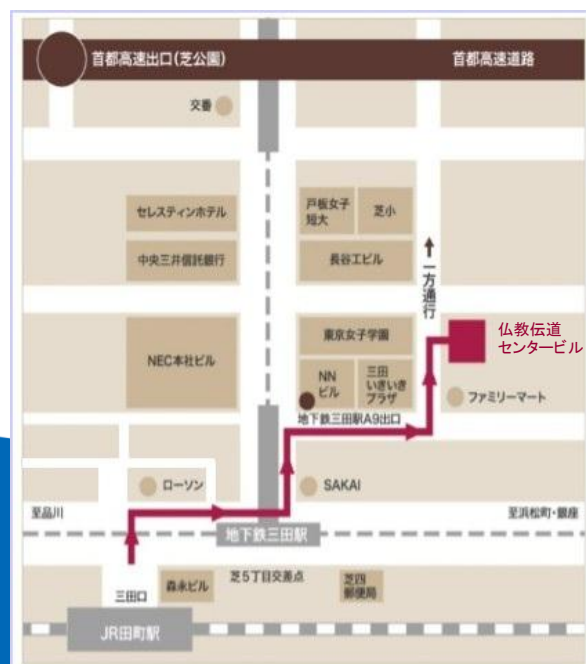 首都高速出口(芝公園)
首都高速道路
交番
セレスティンホテル
戸板女子
短大
芝小
中央三井信託銀行
長谷工ビル
一方通行
東京女子学園
仏教伝道
センタービル
NEC本社ビル
NN
ビル
三田
いきいき
プラザ
ファミリーマート
地下鉄三田駅A9出口
ローソン
SAKAI
至品川
至浜松町・銀座
地下鉄三田駅
三田口
森永ビル
芝5丁目交差点
芝四
郵便局
JR田町駅